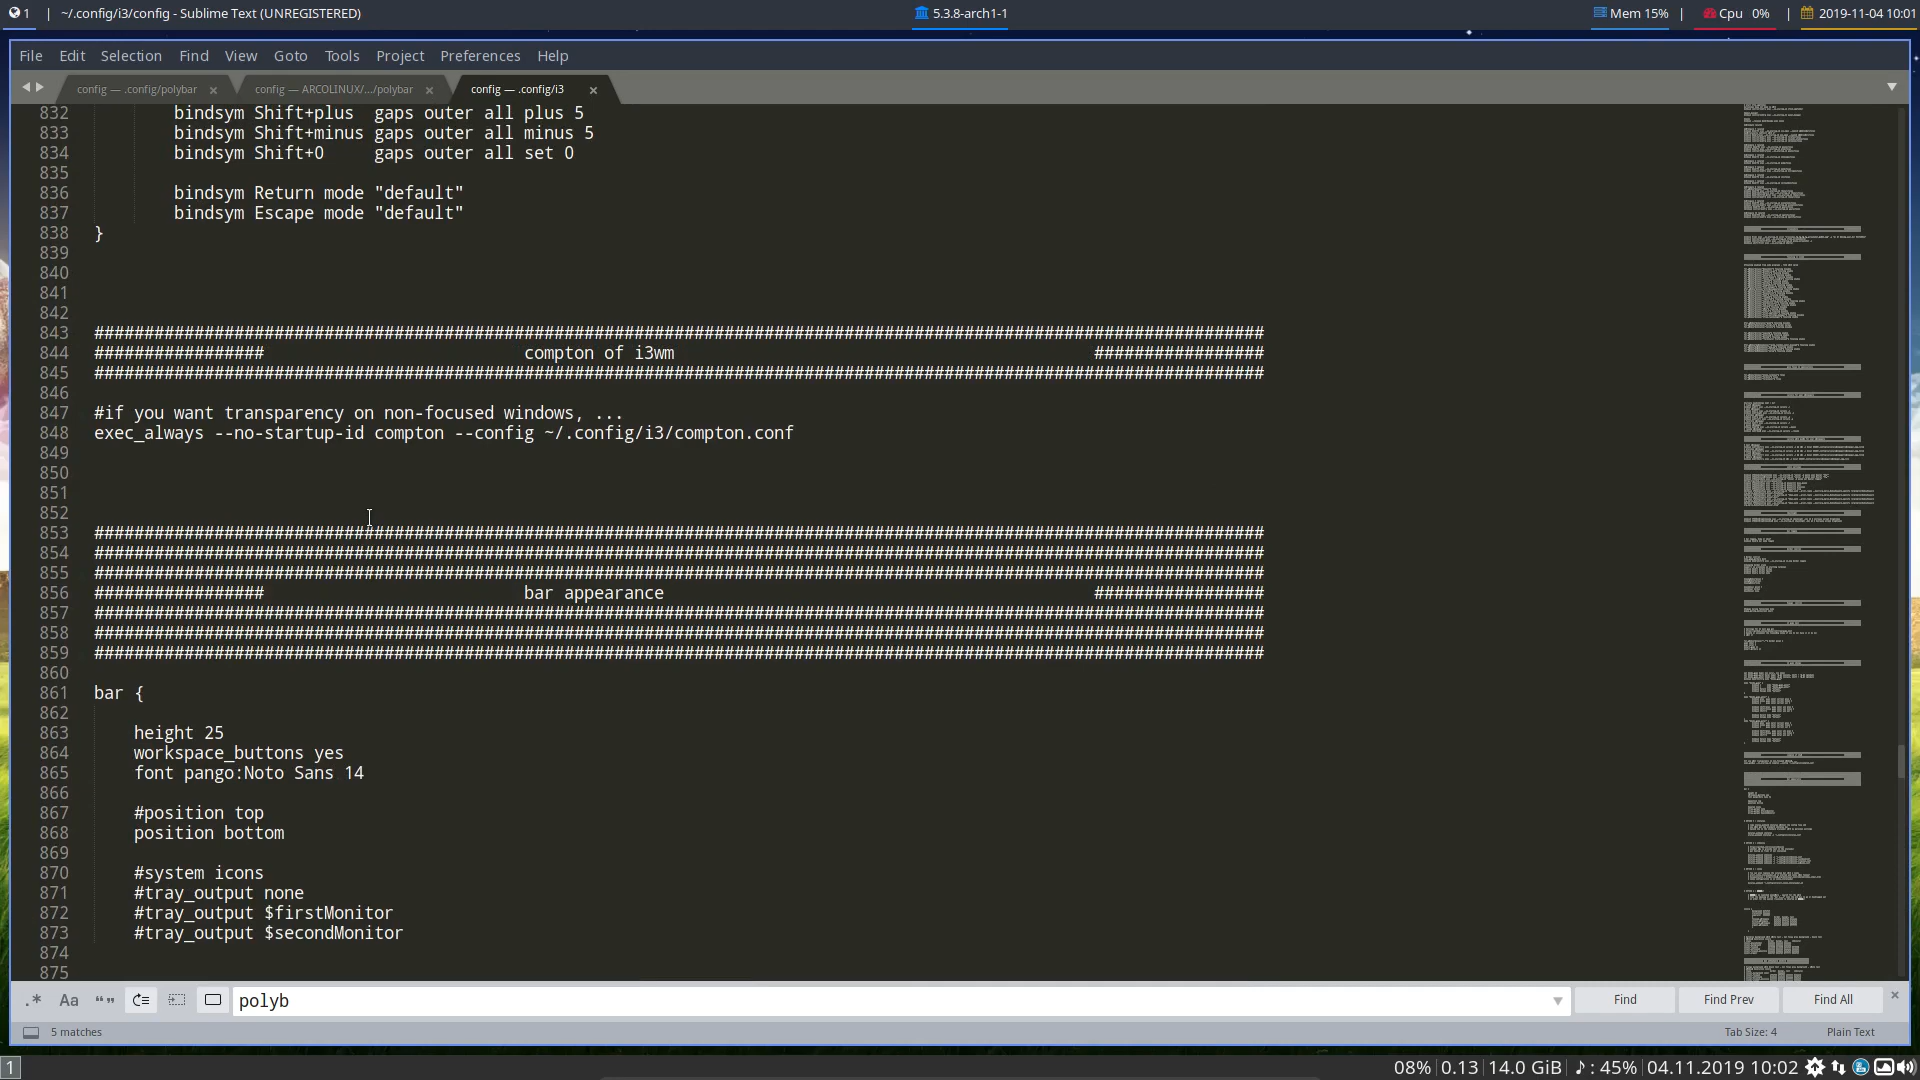 1 | ~/.config/i3/config - Sublime Text (UNREGISTERED) 5.3.8-arch1-1 Mem 15% | Cpu 0% | 2019-11-04 10:01
File Edit Selection Find View Goto Tools Project Preferences Help
config — .config/polybar × config — ARCOLINUX/.../polybar × config — .config/i3 ×
832 bindsym Shift+plus  gaps outer all plus 5
833 bindsym Shift+minus gaps outer all minus 5
834 bindsym Shift+0     gaps outer all set 0
835
836 bindsym Return mode "default"
837 bindsym Escape mode "default"
838 }
839
840
841
842
843 #####################################################################################################################
844 #################                          compton of i3wm                                          #################
845 #####################################################################################################################
846
847 #if you want transparency on non-focused windows, ...
848 exec_always --no-startup-id compton --config ~/.config/i3/compton.conf
849
850
851
852
853 #####################################################################################################################
854 #####################################################################################################################
855 #####################################################################################################################
856 #################                          bar appearance                                           #################
857 #####################################################################################################################
858 #####################################################################################################################
859 #####################################################################################################################
860
861 bar {
862
863 height 25
864 workspace_buttons yes
865 font pango:Noto Sans 14
866
867 #position top
868 position bottom
869
870 #system icons
871 #tray_output none
872 #tray_output $firstMonitor
873 #tray_output $secondMonitor
874
875
.* Aa “” polyb Find Find Prev Find All ×
5 matches Tab Size: 4 Plain Text
1 08% | 0.13 | 14.0 GiB | ♪: 45% | 04.11.2019 10:02